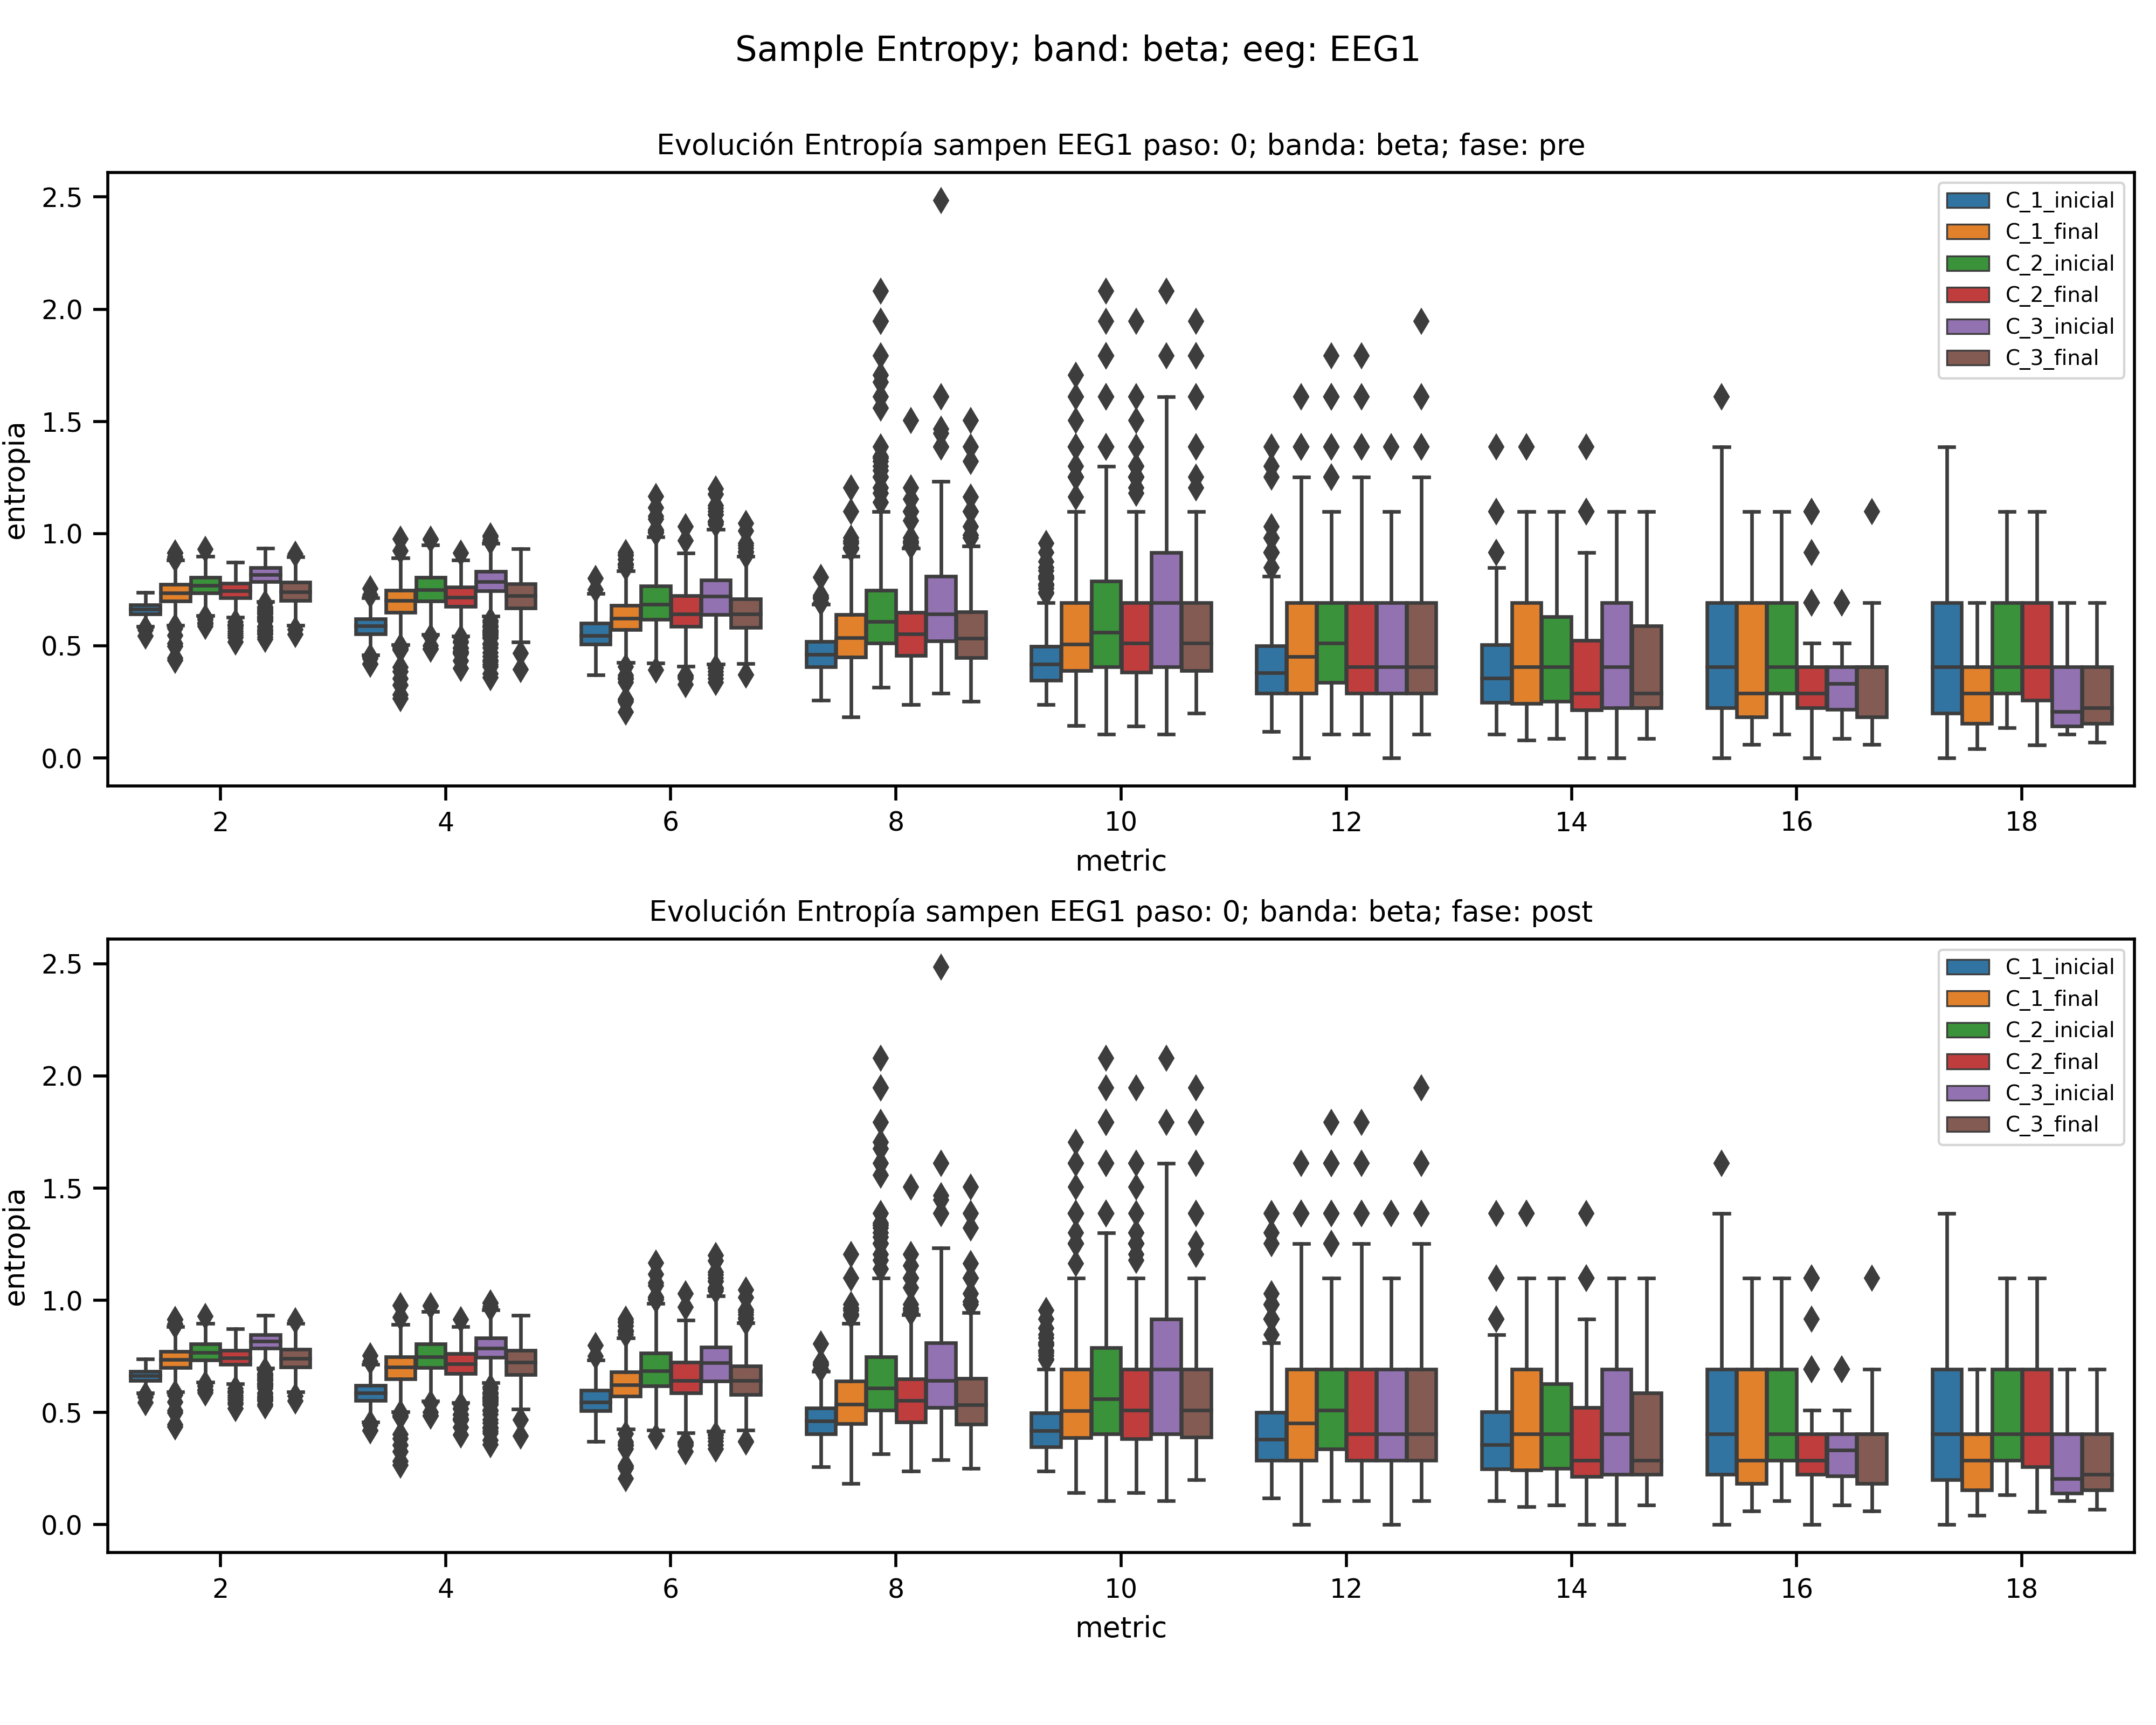 Sample Entropy; band: beta; eeg: EEG1
Evolución Entropía sampen EEG1 paso: 0; banda: beta; fase: pre
2.5
2.0
1.5
1.0
0.5
0.0
entropia
C_1_inicial
C_1_final
C_2_inicial
C_2_final
C_3_inicial
C_3_final
2 4 6 8 10 12 14 16 18
metric
Evolución Entropía sampen EEG1 paso: 0; banda: beta; fase: post
2.5
2.0
1.5
1.0
0.5
0.0
entropia
C_1_inicial
C_1_final
C_2_inicial
C_2_final
C_3_inicial
C_3_final
2 4 6 8 10 12 14 16 18
metric